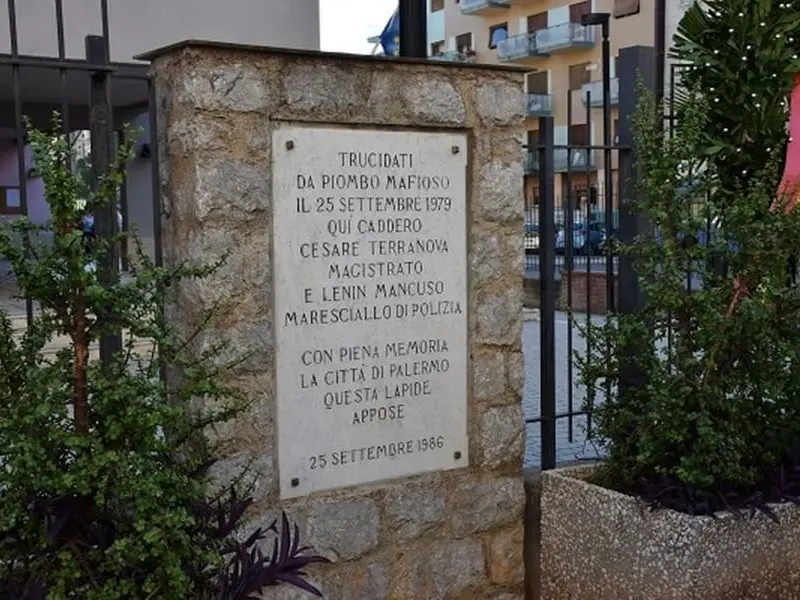 TRUCIDATI
DA PIOMBO MAFIOSO
IL 25 SETTEMBRE 1979
QUÍ CADDERO
CESARE TERRANOVA
MAGISTRATO
E LENIN MANCUSO
MARESCIALLO DI POLIZIA
CON PIENA MEMORIA
LA CITTÀ DI PALERMO
QUESTA LAPIDE
APPOSE
25 SETTEMBRE 1986